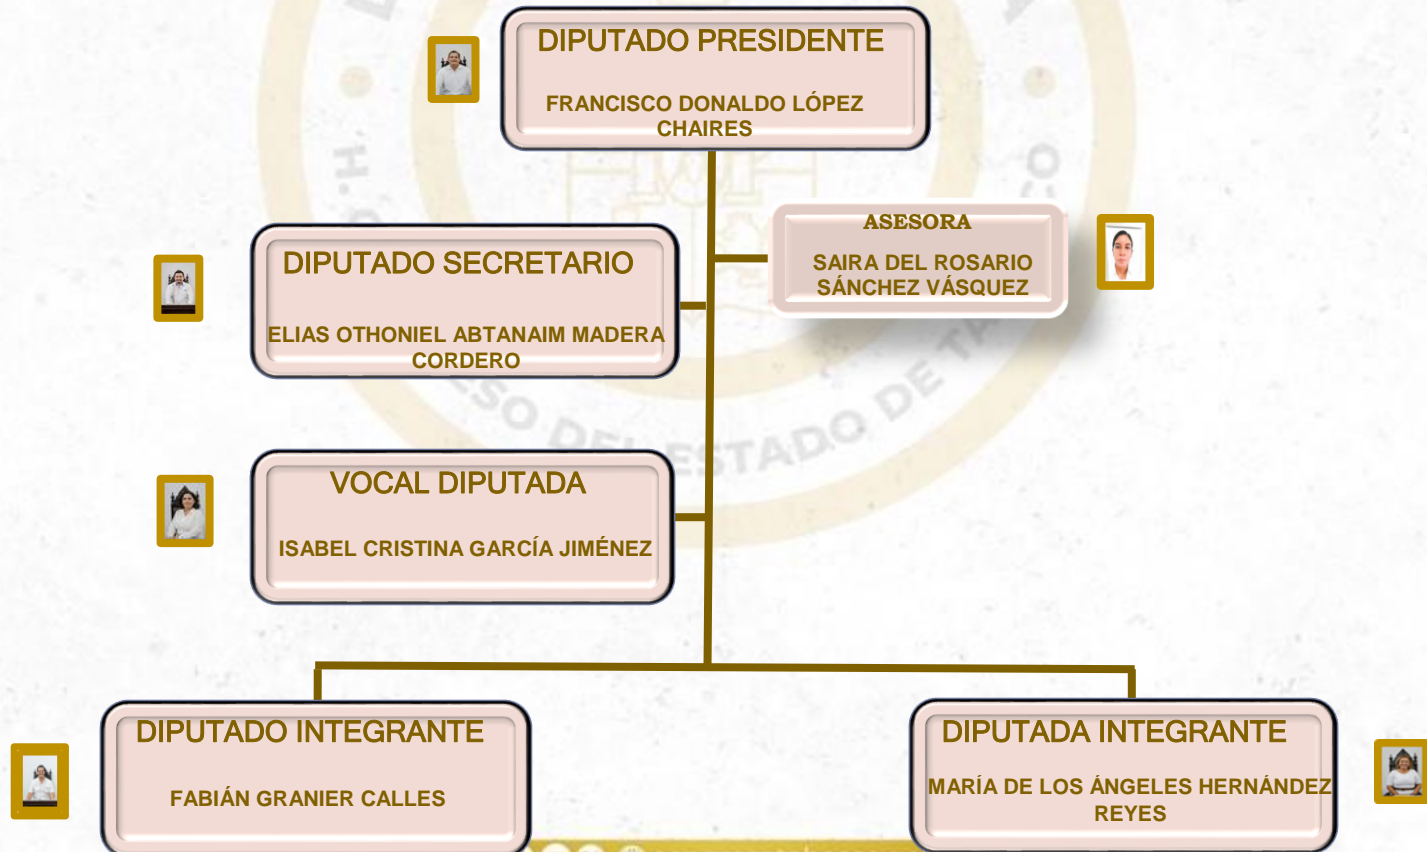 DIPUTADO PRESIDENTE
FRANCISCO DONALDO LÓPEZ
CHAIRES
ASESORA
SAIRA DEL ROSARIO
SÁNCHEZ VÁSQUEZ
DIPUTADO SECRETARIO
ELIAS OTHONIEL ABTANAIM MADERA
CORDERO
VOCAL DIPUTADA
ISABEL CRISTINA GARCÍA JIMÉNEZ
DIPUTADO INTEGRANTE
FABIÁN GRANIER CALLES
DIPUTADA INTEGRANTE
MARÍA DE LOS ÁNGELES HERNÁNDEZ
REYES
ESTADO DE